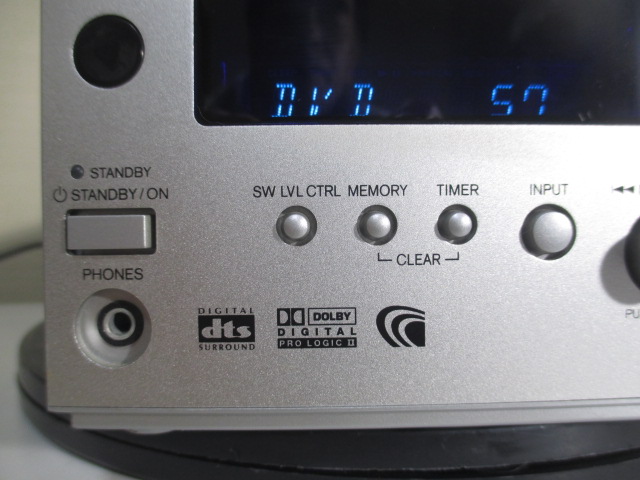 DVD 57
STANDBY
STANDBY/ON
SW LVL CTRL MEMORY TIMER INPUT
CLEAR
PHONES
DIGITAL
dts
SURROUND
DOLBY
DIGITAL
PRO LOGIC II